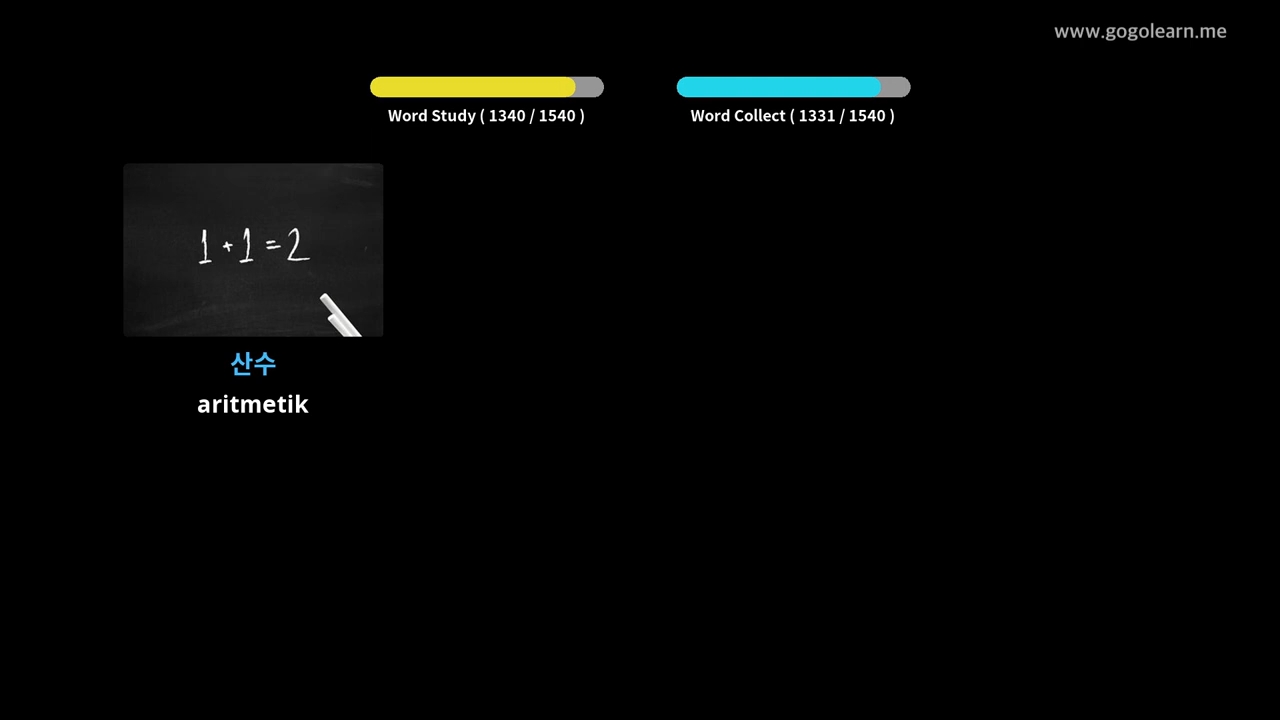 www.gogolearn.me
Word Study ( 1340 / 1540 )
Word Collect ( 1331 / 1540 )
1 + 1 = 2
산수
aritmetik